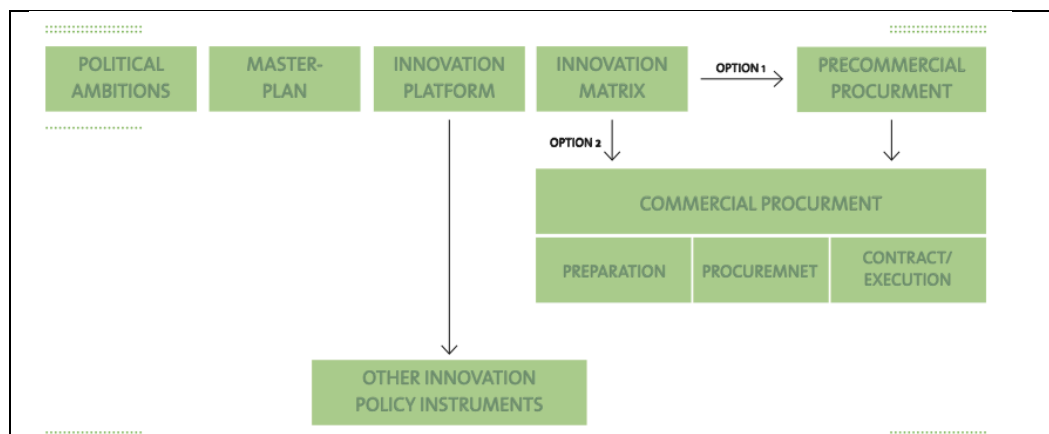 POLITICAL
AMBITIONS
MASTER-
PLAN
INNOVATION
PLATFORM
INNOVATION
MATRIX
OPTION 1
PRECOMMERCIAL
PROCURMENT
OPTION 2
COMMERCIAL PROCURMENT
PREPARATION
PROCUREMNET
CONTRACT/
EXECUTION
OTHER INNOVATION
POLICY INSTRUMENTS